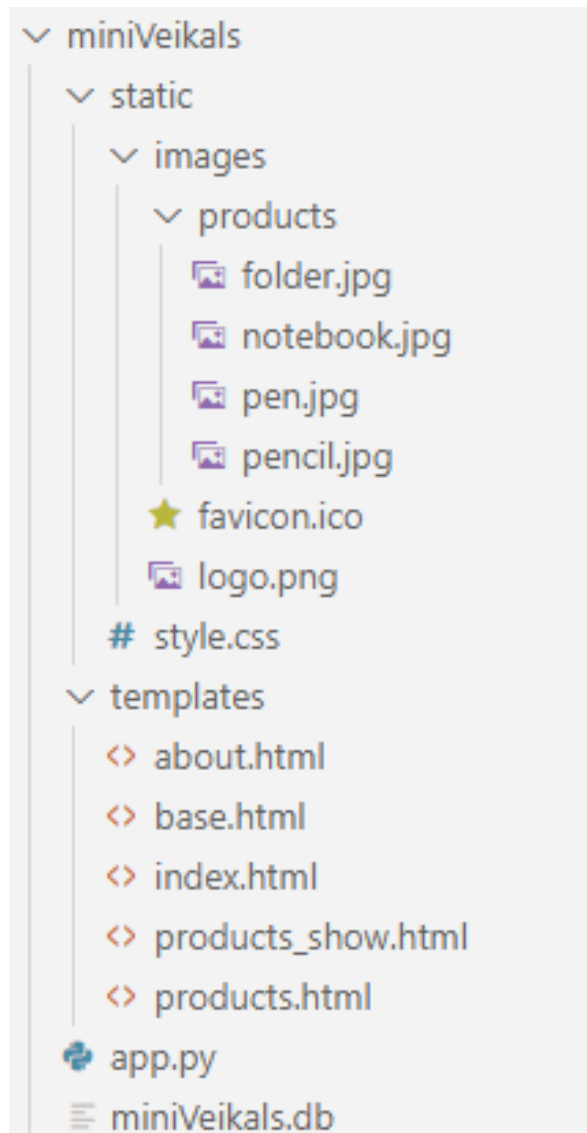 miniVeikals
static
images
products
folder.jpg
notebook.jpg
pen.jpg
pencil.jpg
favicon.ico
logo.png
# style.css
templates
<> about.html
<> base.html
<> index.html
<> products_show.html
<> products.html
app.py
miniVeikals.db